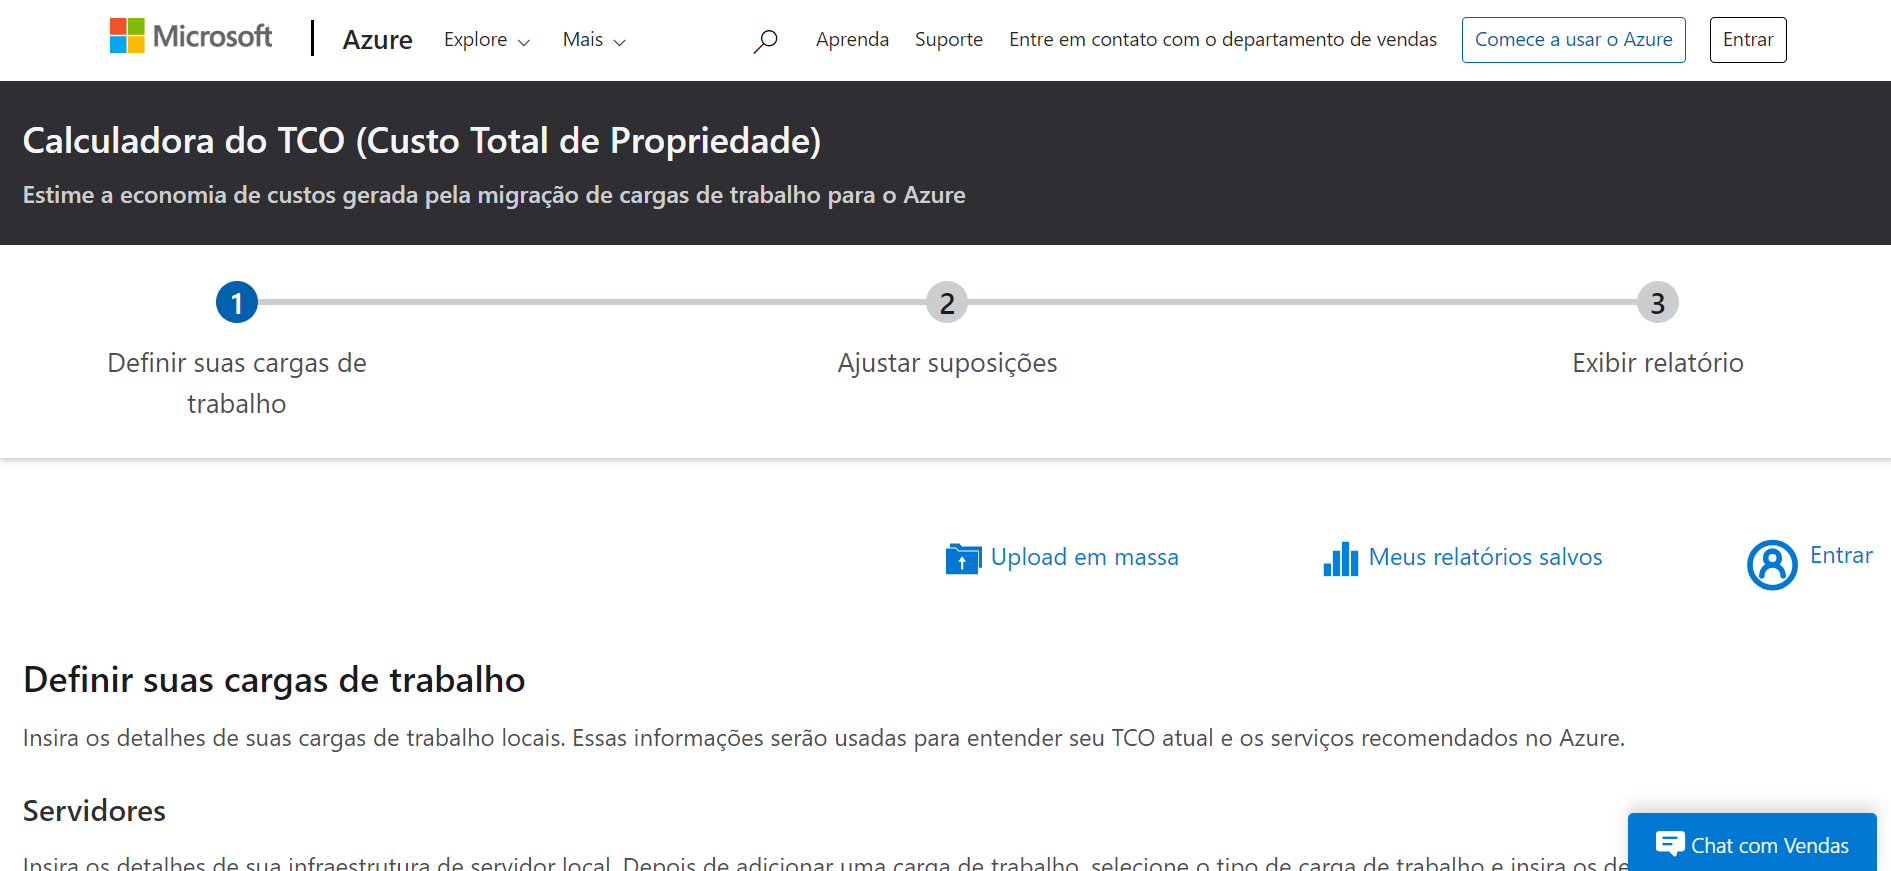 Microsoft Azure Explore Mais Aprenda Suporte Entre em contato com o departamento de vendas Comece a usar o Azure Entrar
Calculadora do TCO (Custo Total de Propriedade)
Estime a economia de custos gerada pela migração de cargas de trabalho para o Azure
1 2 3
Definir suas cargas de trabalho
Ajustar suposições
Exibir relatório
Upload em massa
Meus relatórios salvos
Entrar
Definir suas cargas de trabalho
Insira os detalhes de suas cargas de trabalho locais. Essas informações serão usadas para entender seu TCO atual e os serviços recomendados no Azure.
Servidores
Insira os detalhes de sua infraestrutura de servidor local. Depois de adicionar uma carga de trabalho, selecione o tipo de carga de trabalho e insira os
Chat com Vendas